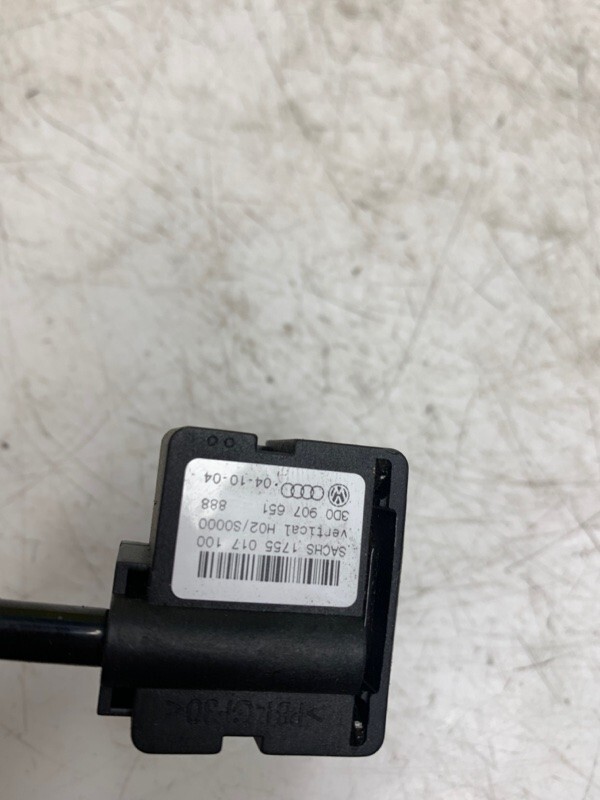 SACHS 1755 017 100
vertical H02/S0000
3D0 907 651 888
04-10-04